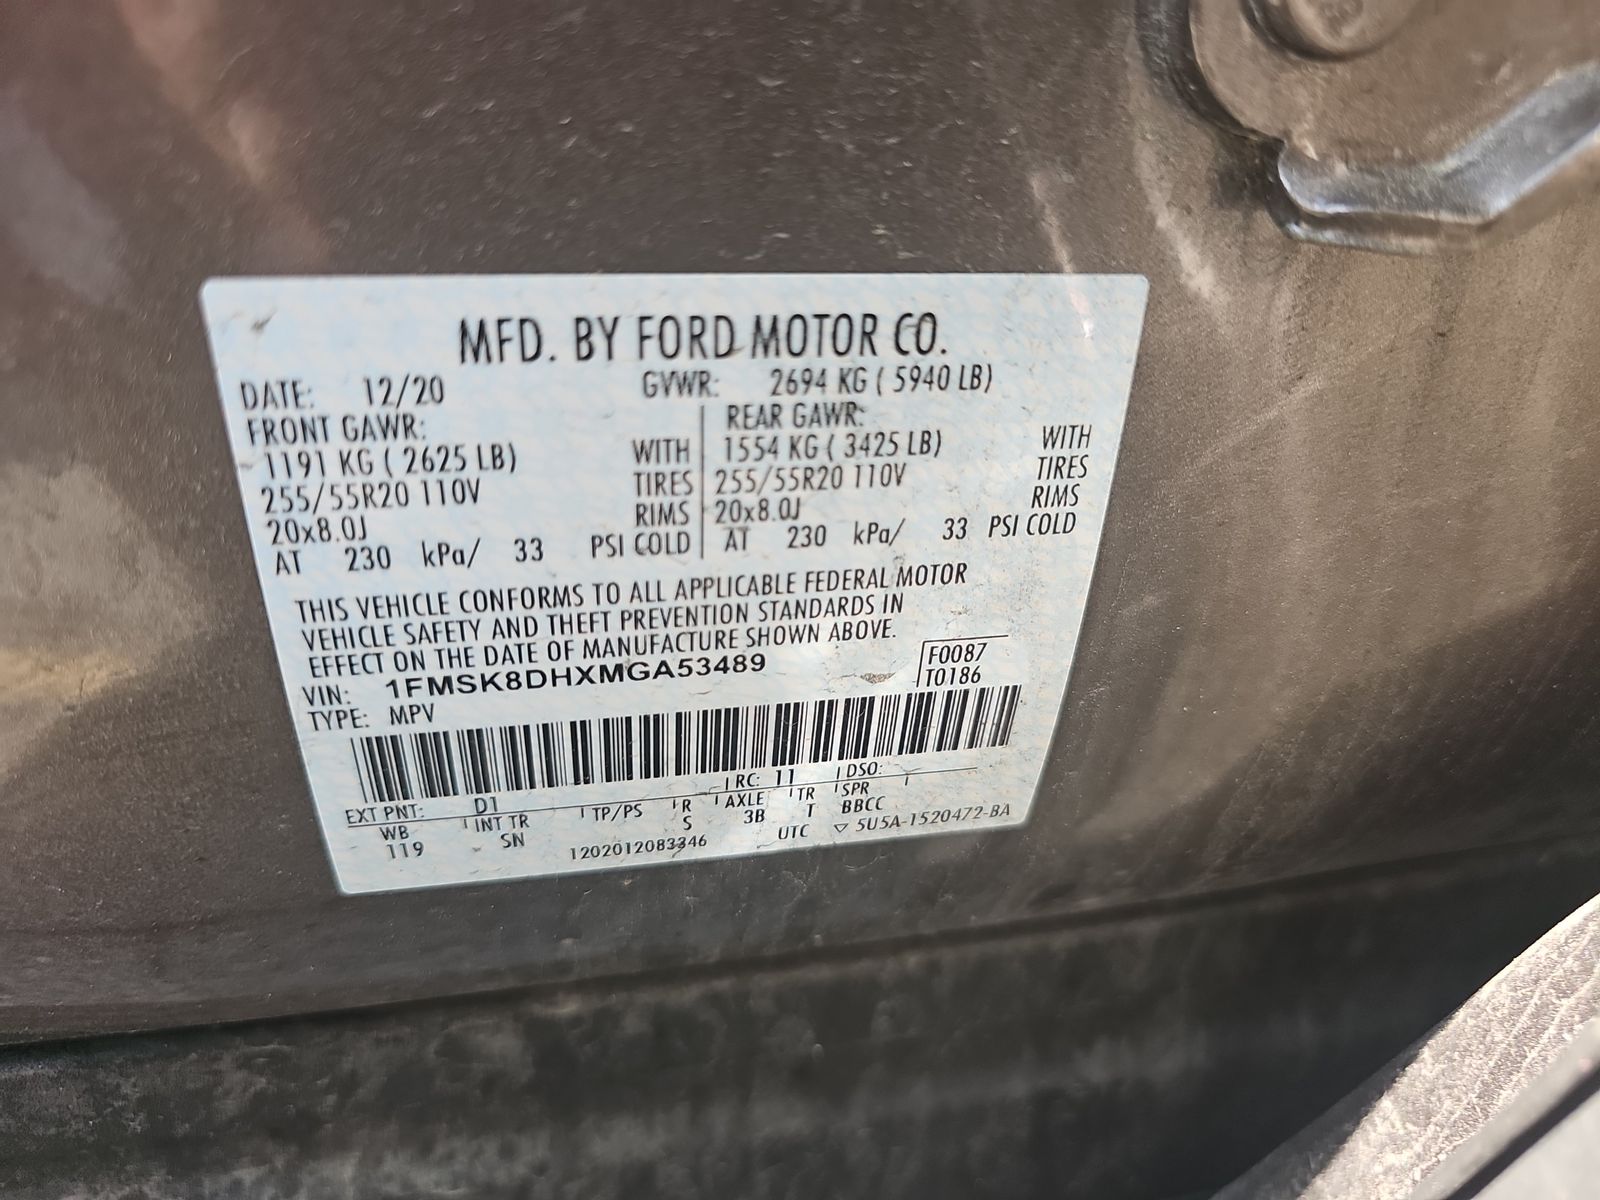 MFD. BY FORD MOTOR CO.
DATE: 12/20 GVWR: 2694 KG ( 5940 LB)
FRONT GAWR: REAR GAWR:
1191 KG ( 2625 LB) WITH 1554 KG ( 3425 LB) WITH
255/55R20 110V TIRES 255/55R20 110V TIRES
20x8.0J RIMS 20x8.0J RIMS
AT 230 kPa/ 33 PSI COLD AT 230 kPa/ 33 PSI COLD
THIS VEHICLE CONFORMS TO ALL APPLICABLE FEDERAL MOTOR
VEHICLE SAFETY AND THEFT PREVENTION STANDARDS IN
EFFECT ON THE DATE OF MANUFACTURE SHOWN ABOVE.
VIN: 1FMSK8DHXMGA53489 F0087
TYPE: MPV T0186
EXT PNT: D1 RC: 11 DSO:
WB INT TR TP/PS R AXLE TR SPR
119 SN S 3B T BBCC
1202012083346 UTC ▽ 5U5A-1520472-BA